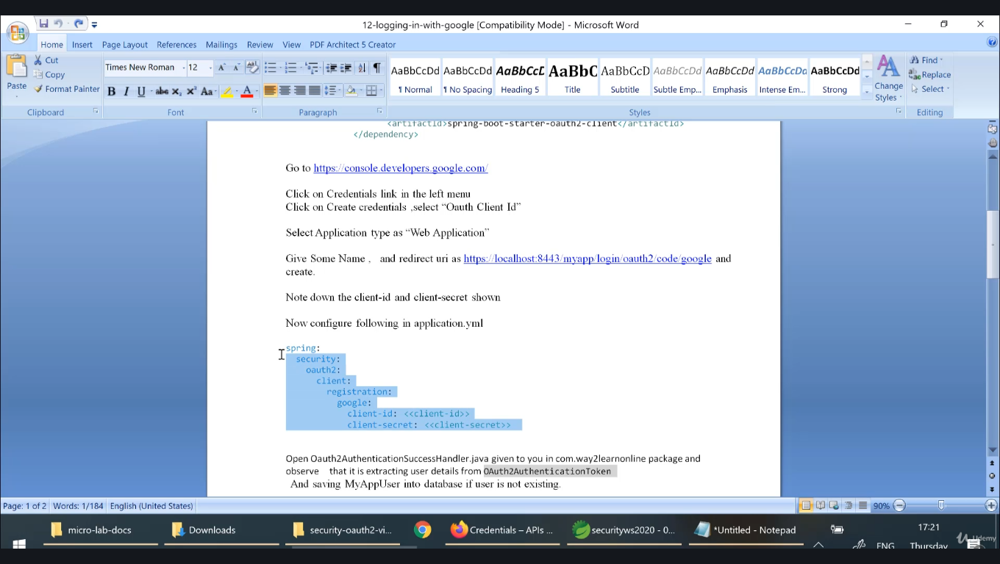 12-logging-in-with-google [Compatibility Mode] - Microsoft Word
Home Insert Page Layout References Mailings Review View PDF Architect 5 Creator
Paste
Cut
Copy
Format Painter
Clipboard
Times New Roman 12
Font
Paragraph
AaBbCcDd AaBbCcDd AaBbCcD AaBbC AaBbCcD AaBbCcDd AaBbCcDd AaBbCcDd AaBbCcDd
¶ Normal ¶ No Spacing Heading 5 Title Subtitle Subtle Emp... Emphasis Intense Em... Strong
Change Styles
Styles
Find
Replace
Select
Editing
<artifactId>spring-boot-starter-oauth2-client</artifactId>
</dependency>
Go to https://console.developers.google.com/
Click on Credentials link in the left menu
Click on Create credentials ,select “Oauth Client Id”
Select Application type as “Web Application”
Give Some Name , and redirect uri as https://localhost:8443/myapp/login/oauth2/code/google and
create.
Note down the client-id and client-secret shown
Now configure following in application.yml
spring:
security:
oauth2:
client:
registration:
google:
client-id: <<client-id>>
client-secret: <<client-secret>>
Open Oauth2AuthenticationSuccessHandler.java given to you in com.way2learnonline package and
observe that it is extracting user details from OAuth2AuthenticationToken
And saving MyAppUser into database if user is not existing.
Page: 1 of 2 Words: 1/184 English (United States) 90%
micro-lab-docs Downloads security-oauth2-vi... Credentials – APIs ... securityws2020 - 0... *Untitled - Notepad
17:21
ENG Thursday
Udemy